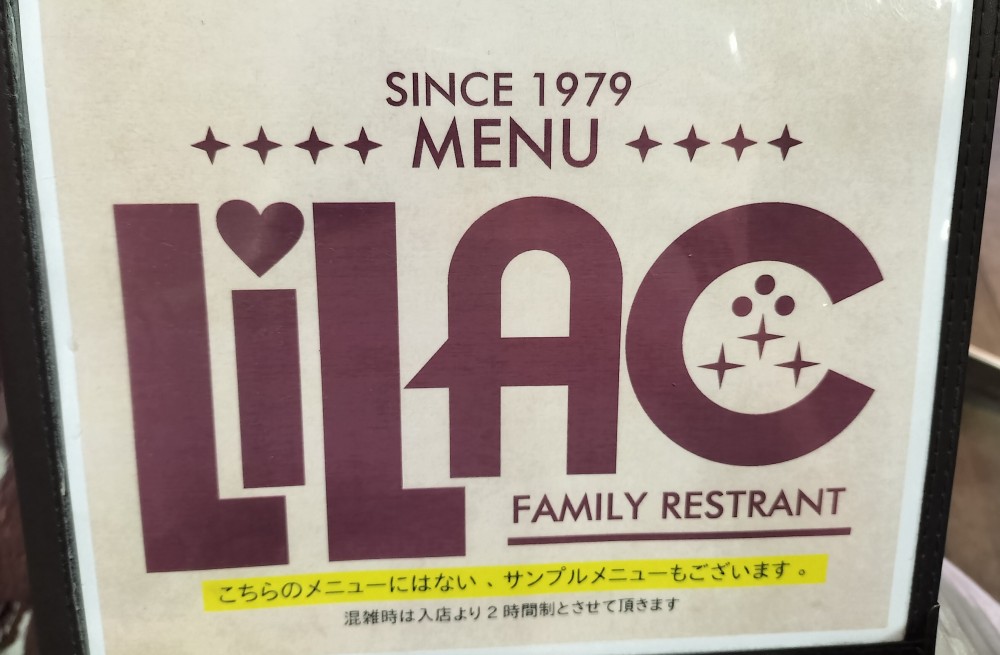 SINCE 1979
MENU
LiLAC
FAMILY RESTRANT
こちらのメニューにはない、サンプルメニューもございます。
混雑時は入店より2時間制とさせて頂きます